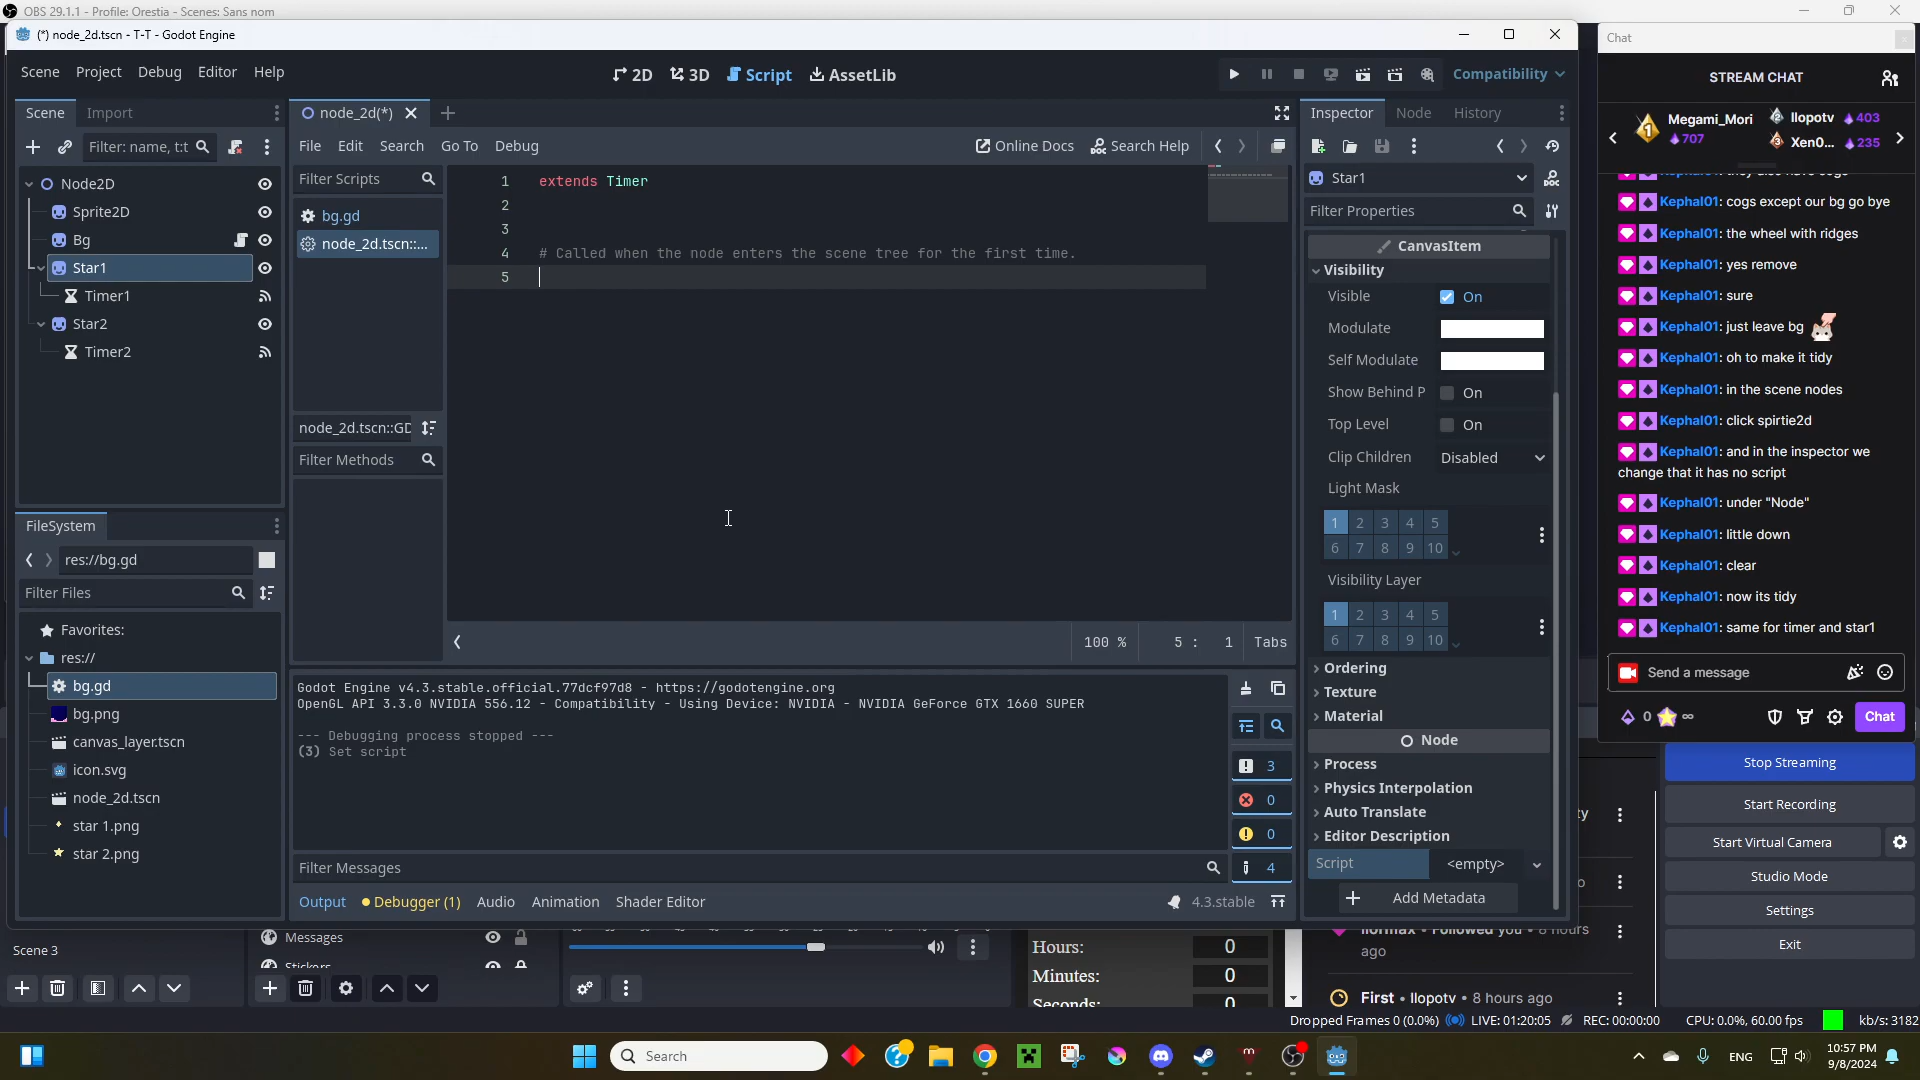 OBS 29.1.1 - Profile: Orestia - Scenes: Sans nom
(*) node_2d.tscn - T-T - Godot Engine
Scene Project Debug Editor Help
2D 3D Script AssetLib
Compatibility
Scene Import
node_2d(*)
Inspector Node History
Filter: name, t:t
File Edit Search Go To Debug
Online Docs Search Help
Node2D
Sprite2D
Bg
Star1
Timer1
Star2
Timer2
Filter Scripts
bg.gd
node_2d.tscn::...
node_2d.tscn::GD
Filter Methods
1 extends Timer
2
3
4 # Called when the node enters the scene tree for the first time.
5
100 % 5 : 1 Tabs
FileSystem
res://bg.gd
Filter Files
Favorites:
res://
bg.gd
bg.png
canvas_layer.tscn
icon.svg
node_2d.tscn
star 1.png
star 2.png
Godot Engine v4.3.stable.official.77dcf97d8 - https://godotengine.org
OpenGL API 3.3.0 NVIDIA 556.12 - Compatibility - Using Device: NVIDIA - NVIDIA GeForce GTX 1660 SUPER
--- Debugging process stopped ---
(3) Set script
3
0
0
4
Filter Messages
Output Debugger (1) Audio Animation Shader Editor
4.3.stable
Star1
Filter Properties
CanvasItem
Visibility
Visible On
Modulate
Self Modulate
Show Behind P On
Top Level On
Clip Children Disabled
Light Mask
1 2 3 4 5
6 7 8 9 10
Visibility Layer
1 2 3 4 5
6 7 8 9 10
Ordering
Texture
Material
Node
Process
Physics Interpolation
Auto Translate
Editor Description
Script <empty>
Add Metadata
Chat
STREAM CHAT
1 Megami_Mori 707
2 llopotv 403
3 Xen0... 235
Kephal01: cogs except our bg go bye
Kephal01: the wheel with ridges
Kephal01: yes remove
Kephal01: sure
Kephal01: just leave bg
Kephal01: oh to make it tidy
Kephal01: in the scene nodes
Kephal01: click spirtie2d
Kephal01: and in the inspector we
change that it has no script
Kephal01: under "Node"
Kephal01: little down
Kephal01: clear
Kephal01: now its tidy
Kephal01: same for timer and star1
Send a message
0 ∞
Chat
Stop Streaming
Start Recording
Start Virtual Camera
Studio Mode
Settings
Exit
Scene 3
Messages
Stickers
Hours: 0
Minutes: 0
Seconds: 0
Followed you • 8 hours
ago
First • llopotv • 8 hours ago
Dropped Frames 0 (0.0%) LIVE: 01:20:05 REC: 00:00:00 CPU: 0.0%, 60.00 fps kb/s: 3182
Search
ENG
10:57 PM
9/8/2024